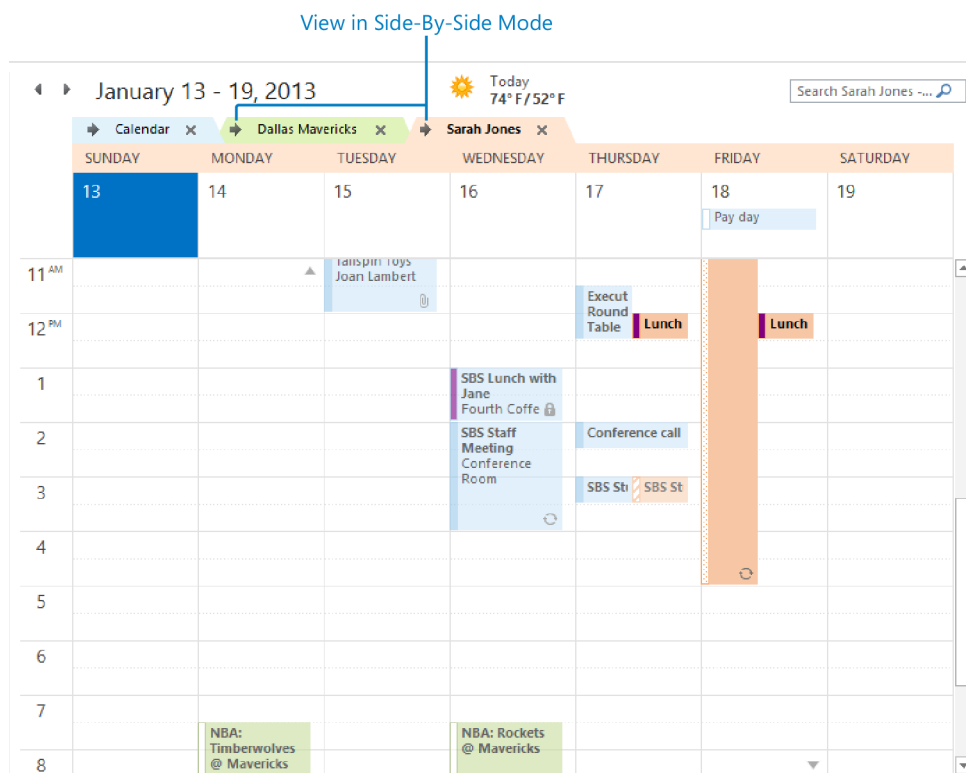 View in Side-By-Side Mode
January 13 - 19, 2013
Today
74° F / 52° F
Search Sarah Jones -...
Calendar
Dallas Mavericks
Sarah Jones
SUNDAY MONDAY TUESDAY WEDNESDAY THURSDAY FRIDAY SATURDAY
13 14 15 16 17 18 19
Pay day
11 AM
Tailspin Toys
Joan Lambert
Execut
Round
Table
Lunch
Lunch
12 PM
1
SBS Lunch with
Jane
Fourth Coffe
2
SBS Staff
Meeting
Conference
Room
Conference call
3
SBS St
SBS St
4
5
6
7
NBA:
Timberwolves
@ Mavericks
NBA: Rockets
@ Mavericks
8